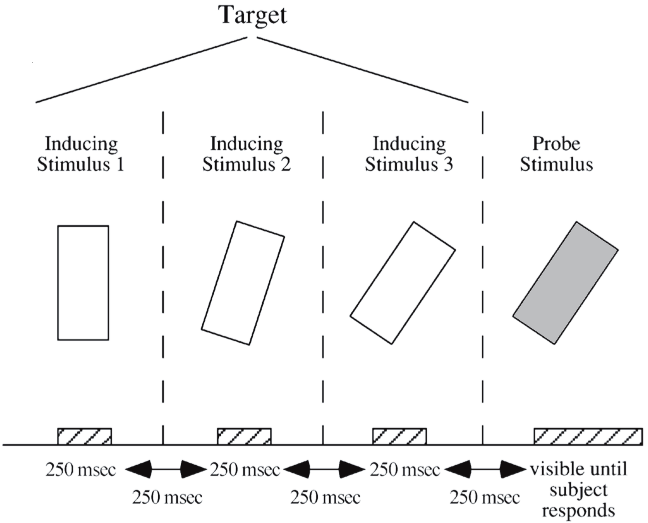 Target
Inducing
Stimulus 1
Inducing
Stimulus 2
Inducing
Stimulus 3
Probe
Stimulus
250 msec
250 msec
250 msec
250 msec
250 msec
250 msec
visible until
subject
responds